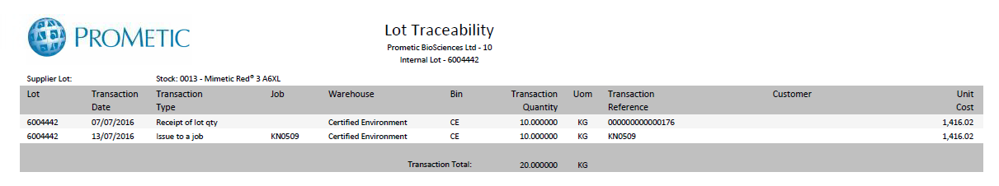 PROMETIC
Lot Traceability
Prometic BioSciences Ltd - 10
Internal Lot - 6004442
Supplier Lot: Stock: 0013 - Mimetic Red® 3 A6XL
Lot Transaction Transaction Job Warehouse Bin Transaction Uom Transaction Customer Unit
Date Type Quantity Reference Cost
6004442 07/07/2016 Receipt of lot qty Certified Environment CE 10.000000 KG 000000000000176 1,416.02
6004442 13/07/2016 Issue to a job KN0509 Certified Environment CE 10.000000 KG KN0509 1,416.02
Transaction Total: 20.000000 KG